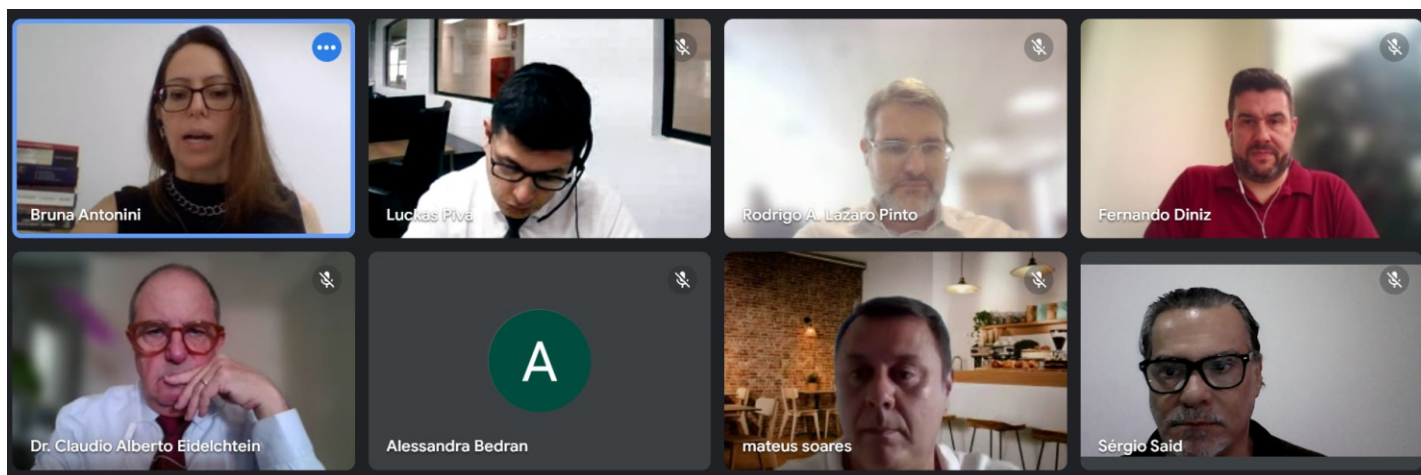 Bruna Antonini
Luckas Piva
Rodrigo A. Lazaro Pinto
Fernando Diniz
Dr. Claudio Alberto Eidelchtein
A
Alessandra Bedran
mateus soares
Sérgio Said